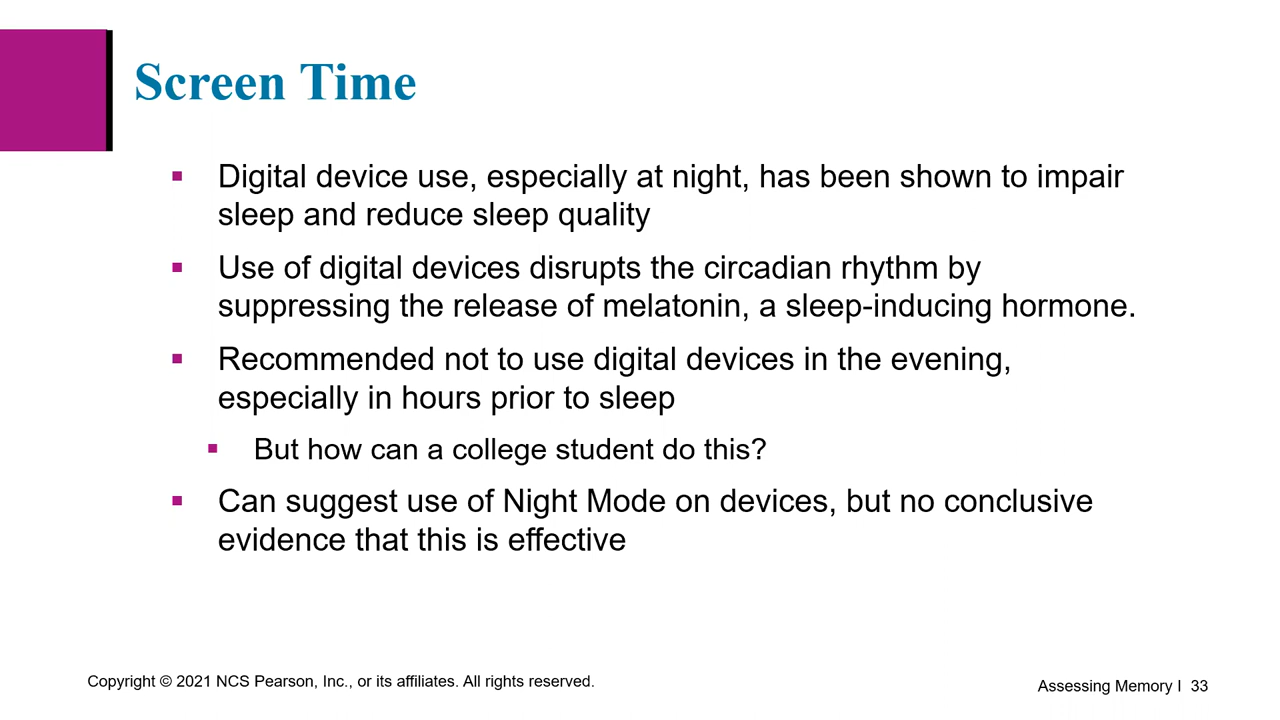 Screen Time
Digital device use, especially at night, has been shown to impair
sleep and reduce sleep quality
Use of digital devices disrupts the circadian rhythm by
suppressing the release of melatonin, a sleep-inducing hormone.
Recommended not to use digital devices in the evening,
especially in hours prior to sleep
But how can a college student do this?
Can suggest use of Night Mode on devices, but no conclusive
evidence that this is effective
Copyright © 2021 NCS Pearson, Inc., or its affiliates. All rights reserved.
Assessing Memory I 33